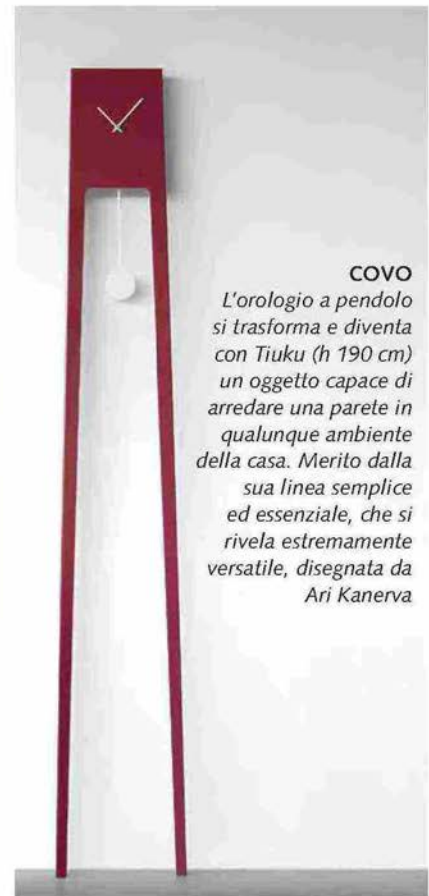 COVO
L'orologio a pendolo
si trasforma e diventa
con Tiuku (h 190 cm)
un oggetto capace di
arredare una parete in
qualunque ambiente
della casa. Merito dalla
sua linea semplice
ed essenziale, che si
rivela estremamente
versatile, disegnata da
Ari Kanerva